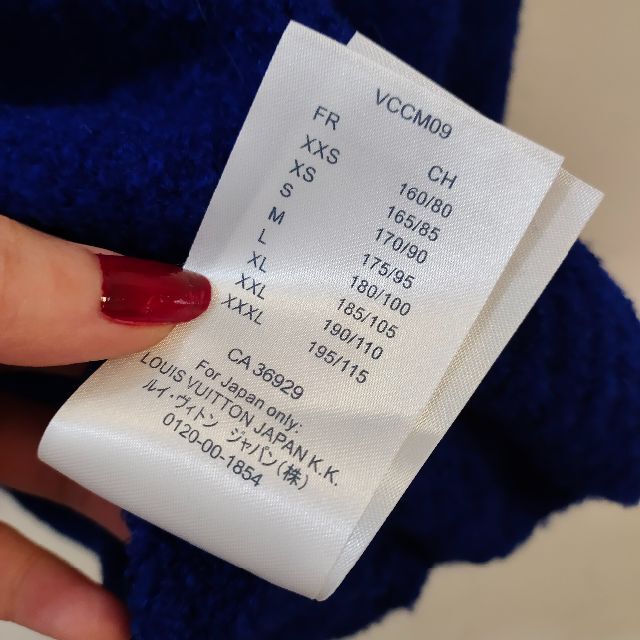 VCCM09
FR CH
XXS 160/80
XS 165/85
S 170/90
M 175/95
L 180/100
XL 185/105
XXL 190/110
XXXL 195/115
CA 36929
For Japan only:
LOUIS VUITTON JAPAN K.K.
ルイ・ヴィトン ジャパン(株)
0120-00-1854